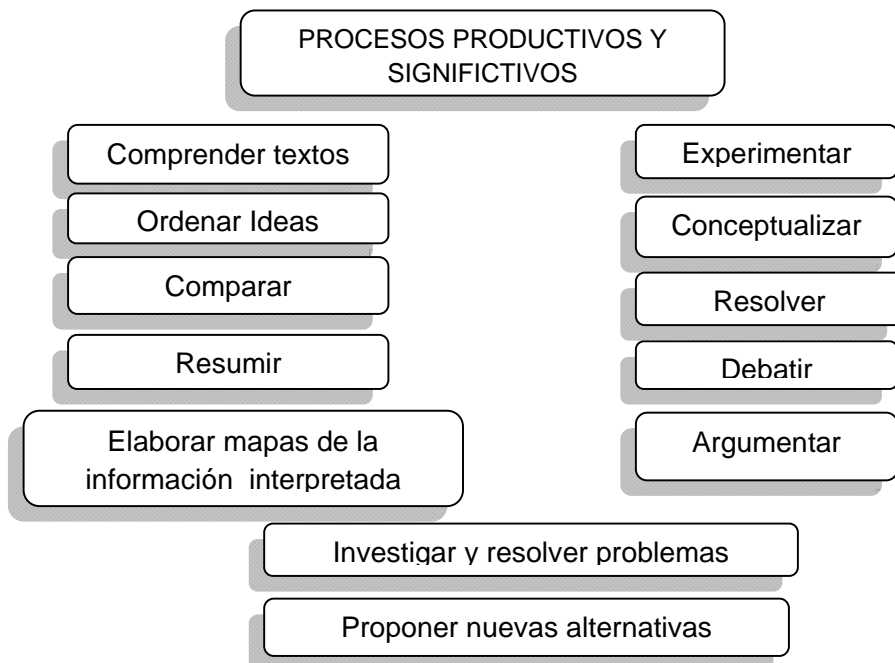 PROCESOS PRODUCTIVOS Y
SIGNIFICTIVOS
Comprender textos
Ordenar Ideas
Comparar
Resumir
Elaborar mapas de la
información interpretada
Experimentar
Conceptualizar
Resolver
Debatir
Argumentar
Investigar y resolver problemas
Proponer nuevas alternativas